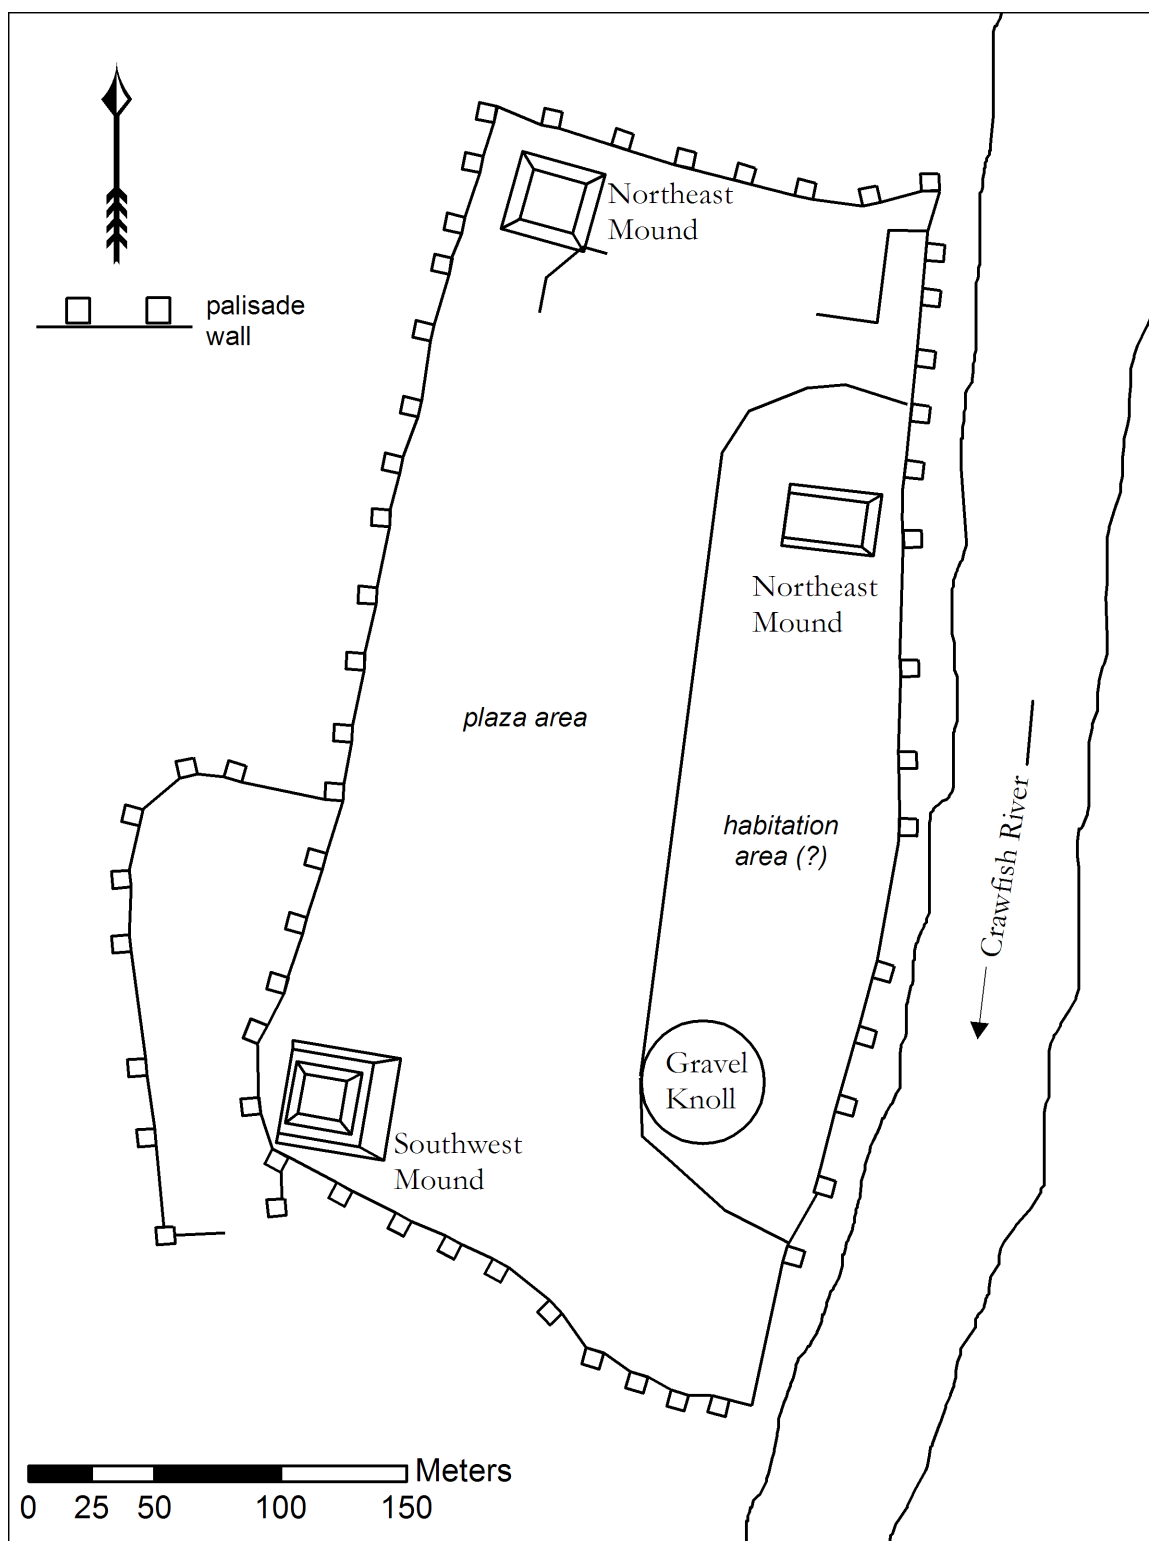 Northeast
Mound
palisade
wall
Northeast
Mound
plaza area
habitation
area (?)
Crawfish River
Gravel
Knoll
Southwest
Mound
Meters
0 25 50 100 150